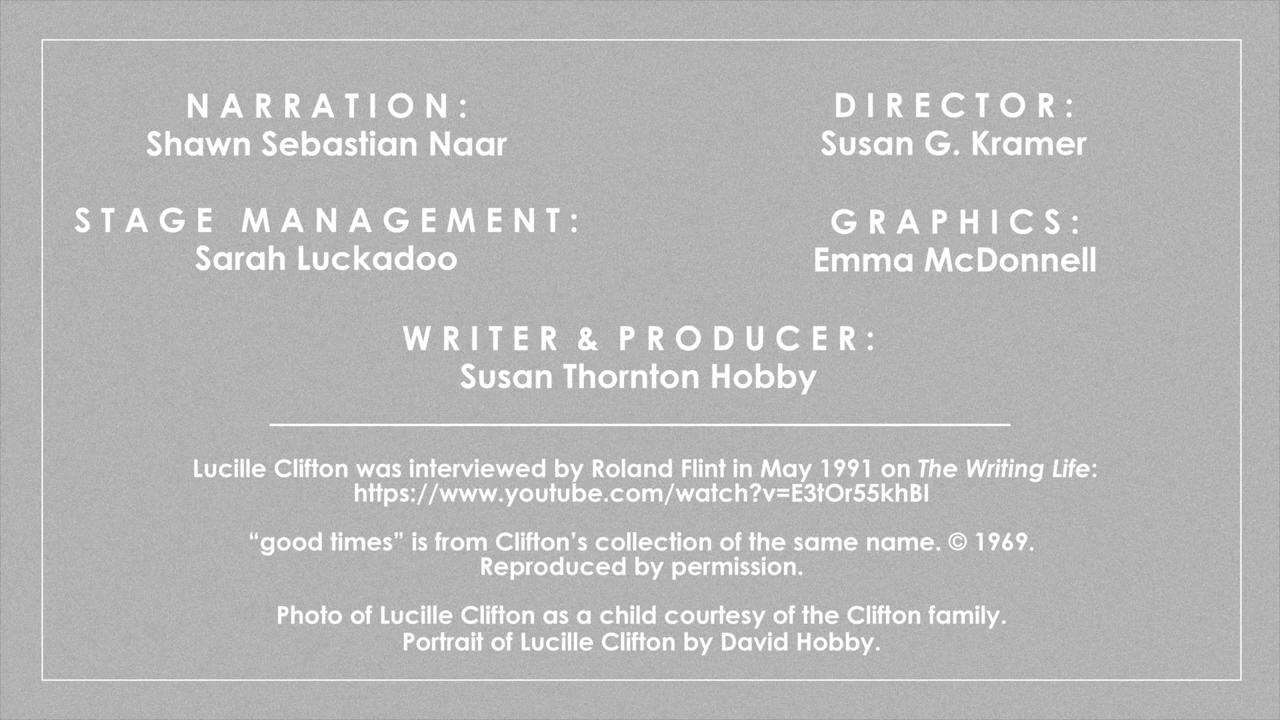 NARRATION:
Shawn Sebastian Naar
DIRECTOR:
Susan G. Kramer
STAGE MANAGEMENT:
Sarah Luckadoo
GRAPHICS:
Emma McDonnell
WRITER & PRODUCER:
Susan Thornton Hobby
Lucille Clifton was interviewed by Roland Flint in May 1991 on The Writing Life:
https://www.youtube.com/watch?v=E3tOr55khBI
“good times” is from Clifton’s collection of the same name. © 1969.
Reproduced by permission.
Photo of Lucille Clifton as a child courtesy of the Clifton family.
Portrait of Lucille Clifton by David Hobby.